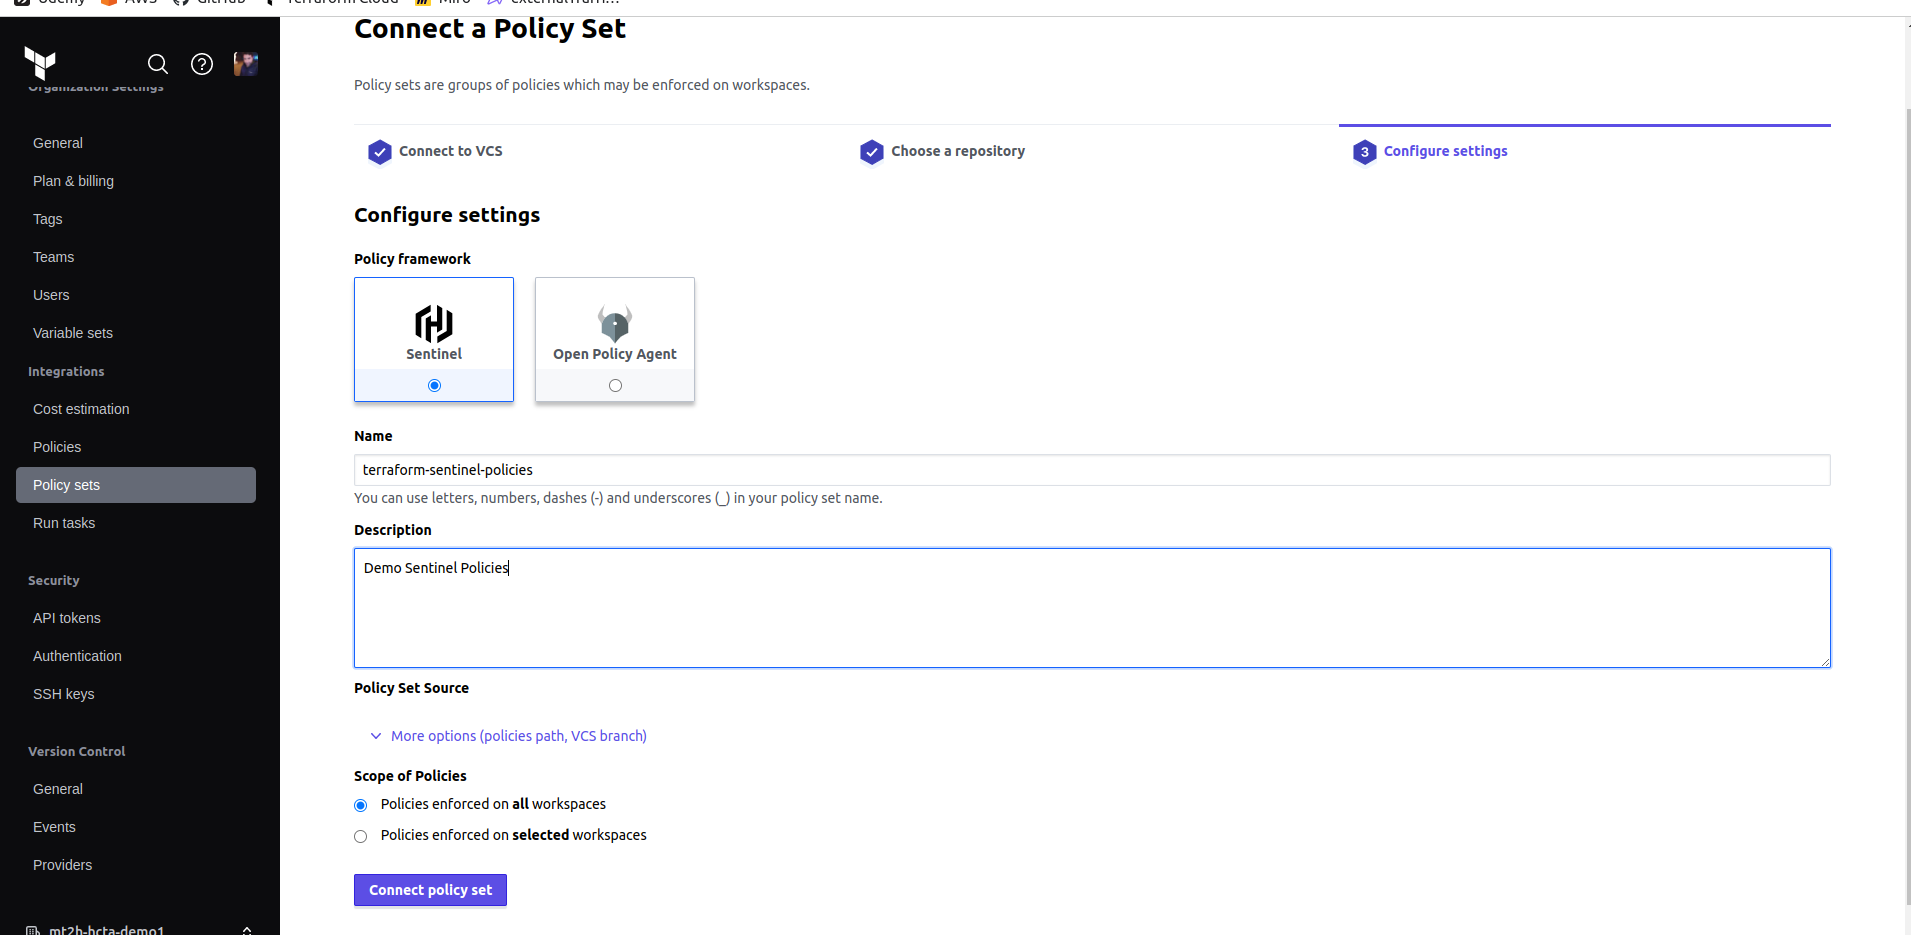 Udemy AWS GitHub Terraform Cloud Miro
Connect a Policy Set
Policy sets are groups of policies which may be enforced on workspaces.
Connect to VCS
Choose a repository
3 Configure settings
Organization Settings
General
Plan & billing
Tags
Teams
Users
Variable sets
Integrations
Cost estimation
Policies
Policy sets
Run tasks
Security
API tokens
Authentication
SSH keys
Version Control
General
Events
Providers
mt2h-hcta-demo1
Configure settings
Policy framework
Sentinel
Open Policy Agent
Name
terraform-sentinel-policies
You can use letters, numbers, dashes (-) and underscores (_) in your policy set name.
Description
Demo Sentinel Policies
Policy Set Source
More options (policies path, VCS branch)
Scope of Policies
Policies enforced on all workspaces
Policies enforced on selected workspaces
Connect policy set